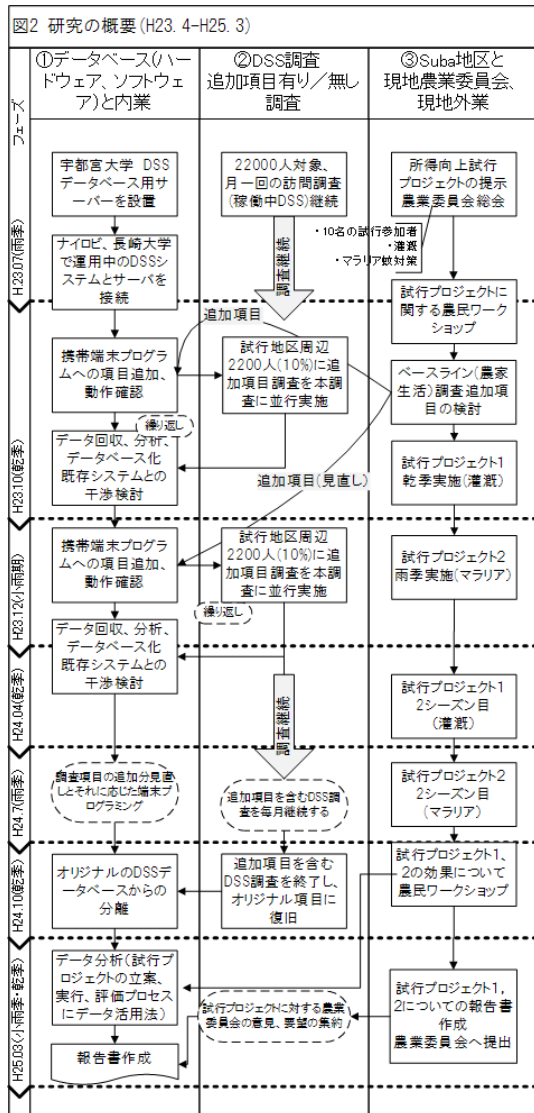 図2 研究の概要(H23.4-H25.3)
フェーズ
①データベース(ハー
ドウェア、ソフトウェ
ア)と内業
②DSS調査
追加項目有り/無し
調査
③Suba地区と
現地農業委員会、
現地外業
H.23.07(雨季)
宇都宮大学 DSS
データベース用サ
ーバーを設置
22000人対象、
月一回の訪問調査
(稼働中DSS)継続
所得向上試行
プロジェクトの提示
農業委員会総会
・10名の試行参加者
・灌漑
・マラリア蚊対策
調査継続
ナイロビ、長崎大学
で運用中のDSSシ
ステムとサーバを
接続
試行プロジェクトに
関する農民ワーク
ショップ
H23.10(乾季)
追加項目
携帯端末プログラ
ムへの項目追加、
動作確認
試行地区周辺
2200人(10%)に追
加項目調査を本調
査に並行実施
ベースライン(農家
生活)調査追加項
目の検討
繰り返し
データ回収、分析、
データベース化
既存システムとの
干渉検討
追加項目(見直し)
試行プロジェクト1
乾季実施(灌漑)
H23.12(小雨期)
携帯端末プログラ
ムへの項目追加、
動作確認
試行地区周辺
2200人(10%)に追
加項目調査を本調
査に並行実施
試行プロジェクト2
雨季実施(マラリア)
繰り返し
データ回収、分析、
データベース化
既存システムとの
干渉検討
H24.04(乾季)
調査継続
試行プロジェクト1
2シーズン目
(灌漑)
H24.7(雨季)
調査項目の追加分見直
しとそれに応じた端末プ
ログラミング
追加項目を含むDSS調
査を毎月継続する
試行プロジェクト2
2シーズン目
(マラリア)
H24.10(乾季)
オリジナルのDSSデ
ータベースからの
分離
追加項目を含む
DSS調査を終了し、
オリジナル項目に
復旧
試行プロジェクト1、
2の効果について
農民ワークショップ
H25.03(小雨季・乾季)
データ分析(試行プ
ロジェクトの立案、
実行、評価プロセス
にデータ活用法)
試行プロジェクトに対する農業
委員会の意見、要望の集約
試行プロジェクト1,
2についての報告書
作成
農業委員会へ提出
報告書作成